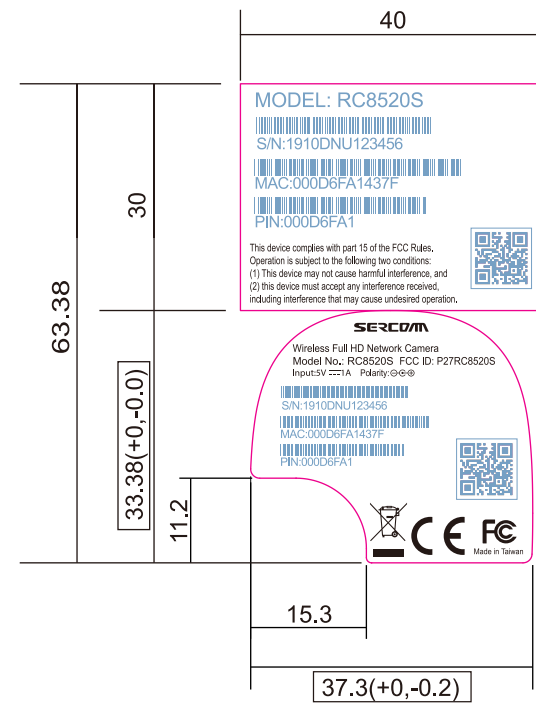 40
MODEL: RC8520S
S/N:1910DNU123456
MAC:000D6FA1437F
PIN:000D6FA1
This device complies with part 15 of the FCC Rules.
Operation is subject to the following two conditions:
(1) This device may not cause harmful interference, and
(2) this device must accept any interference received,
including interference that may cause undesired operation.
30
63.38
33.38(+0,-0.0)
11.2
SERCOMM
Wireless Full HD Network Camera
Model No.: RC8520S FCC ID: P27RC8520S
Input:5V 1A Polarity:
S/N:1910DNU123456
MAC:000D6FA1437F
PIN:000D6FA1
CE FC
Made in Taiwan
15.3
37.3(+0,-0.2)